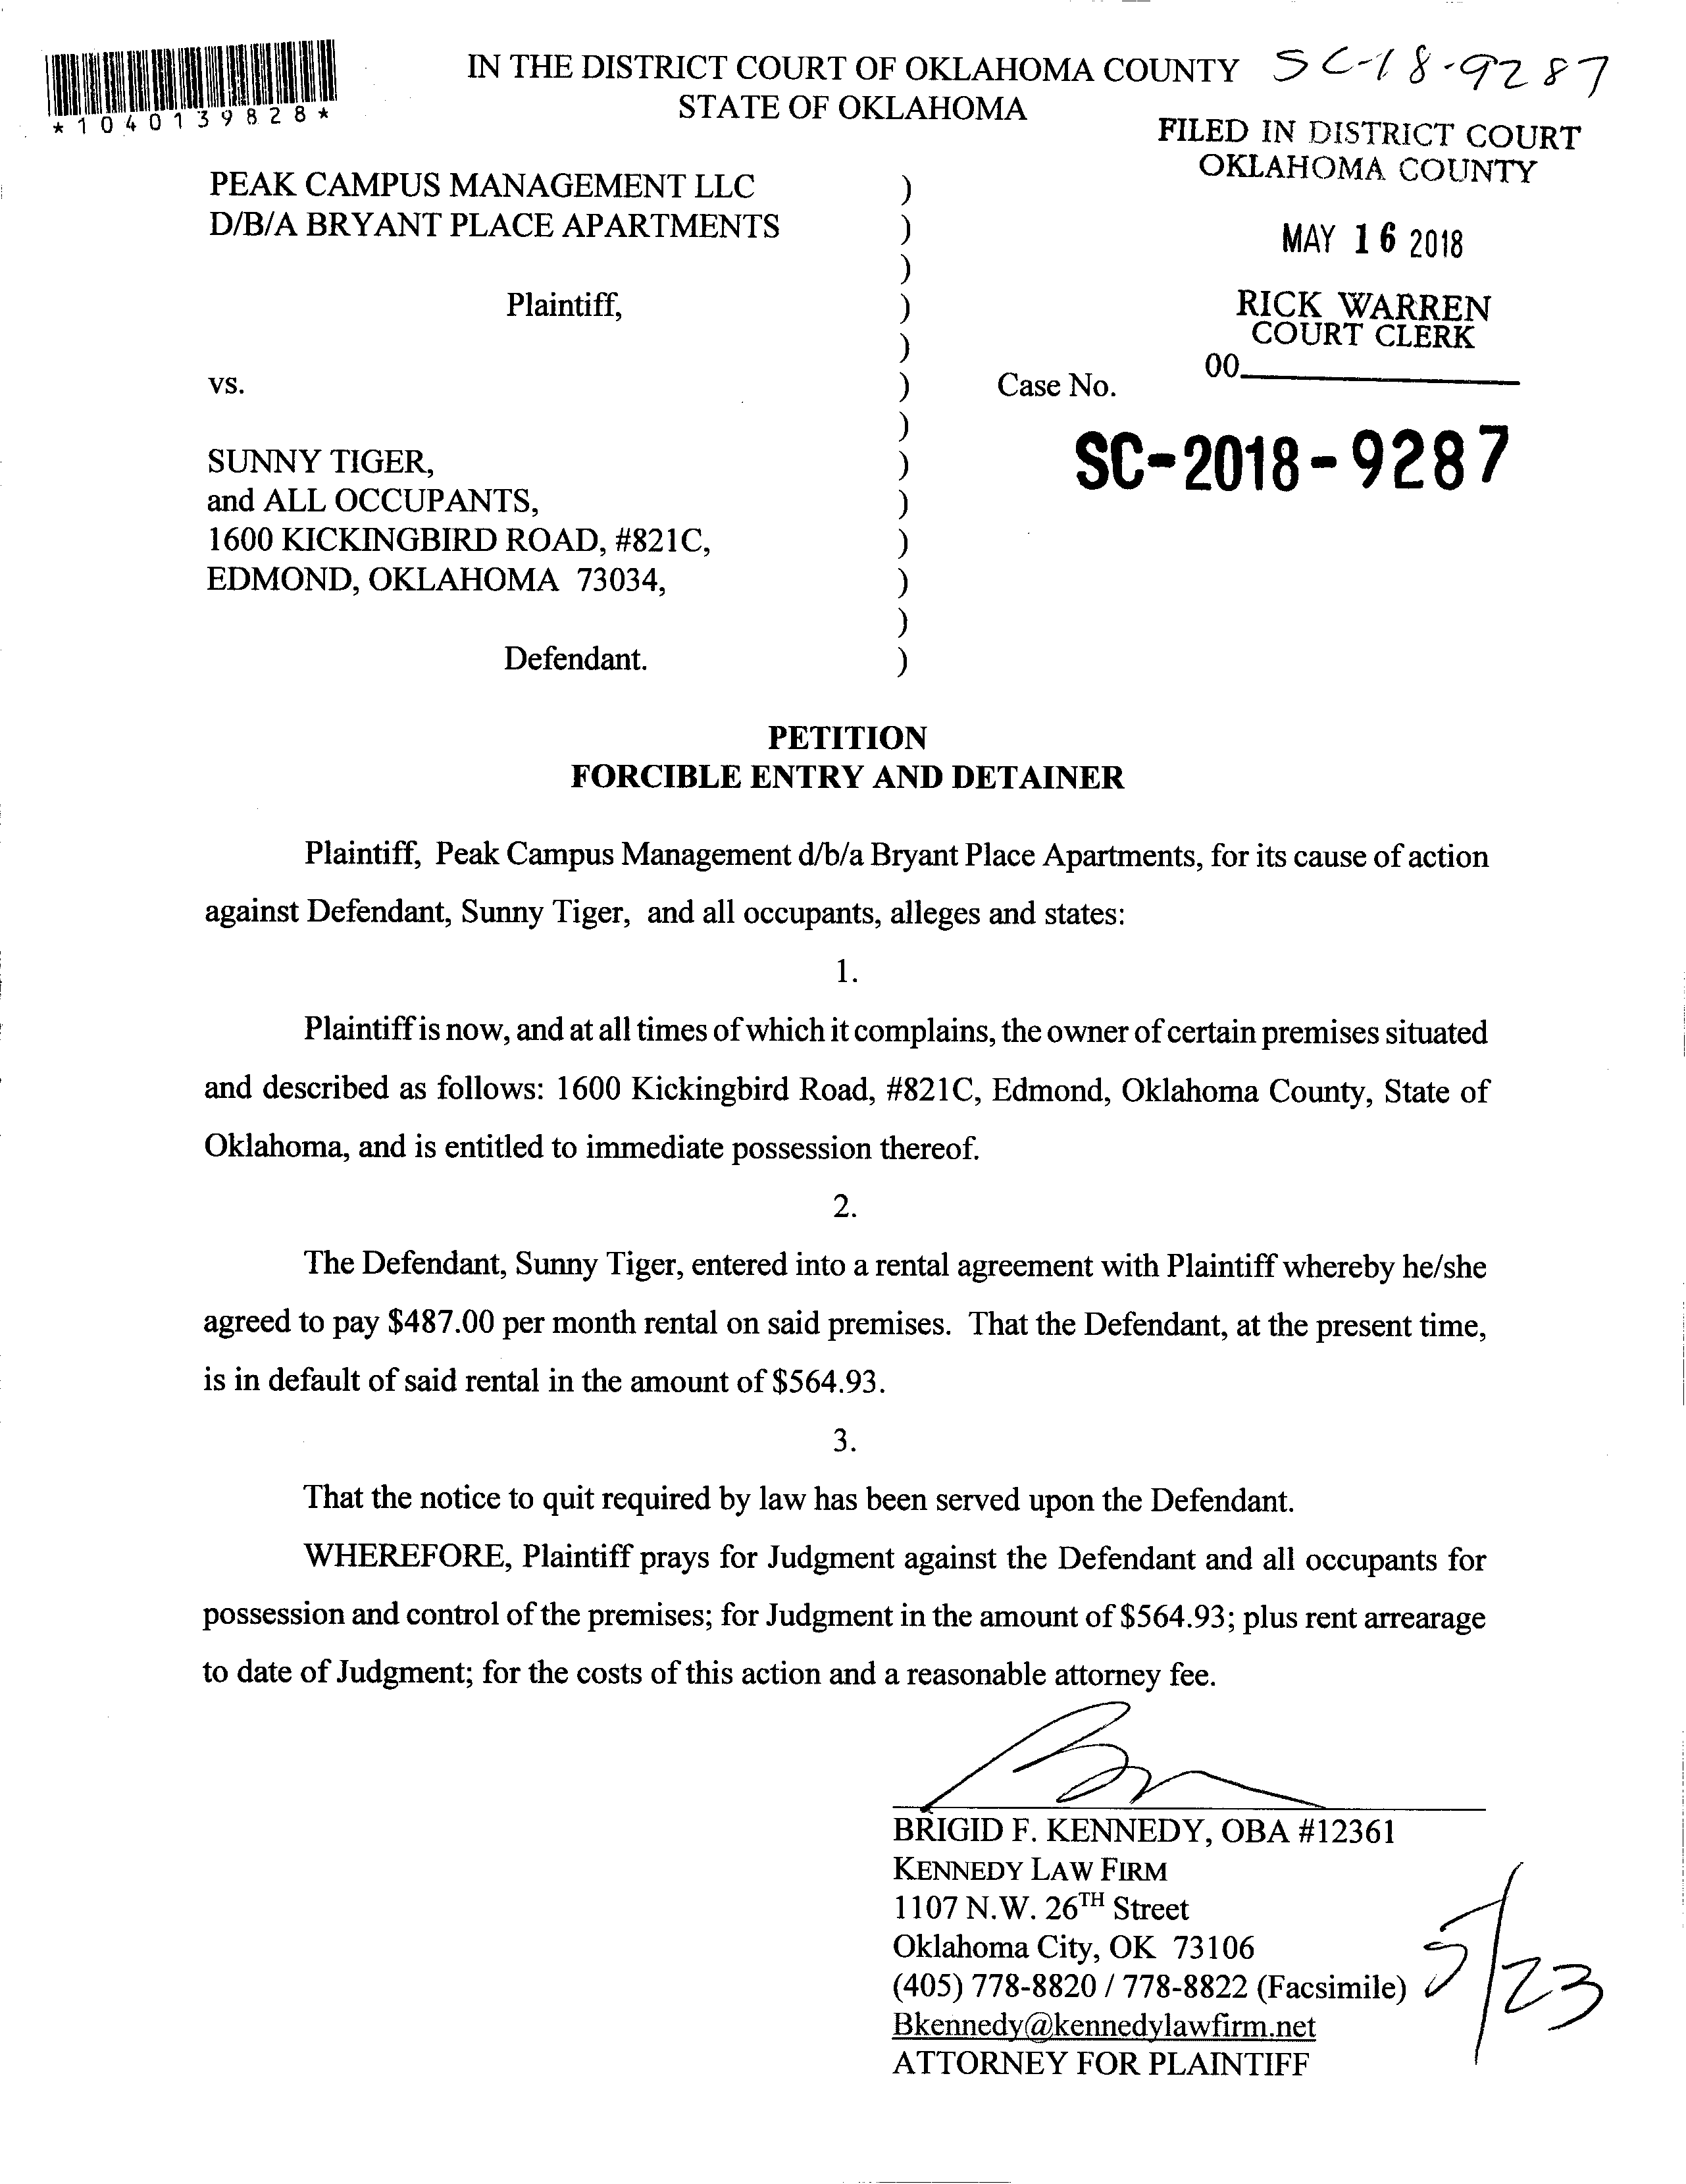 IN THE DISTRICT COURT OF OKLAHOMA COUNTY SC-18-9287
STATE OF OKLAHOMA
*1040139828*
FILED IN DISTRICT COURT
OKLAHOMA COUNTY
MAY 16 2018
RICK WARREN
COURT CLERK
00
PEAK CAMPUS MANAGEMENT LLC )
D/B/A BRYANT PLACE APARTMENTS )
)
Plaintiff, )
)
vs. ) Case No.
)
SC-2018-9287
SUNNY TIGER, )
and ALL OCCUPANTS, )
1600 KICKINGBIRD ROAD, #821C, )
EDMOND, OKLAHOMA 73034, )
)
Defendant. )
PETITION
FORCIBLE ENTRY AND DETAINER
Plaintiff, Peak Campus Management d/b/a Bryant Place Apartments, for its cause of action
against Defendant, Sunny Tiger, and all occupants, alleges and states:
1.
Plaintiff is now, and at all times of which it complains, the owner of certain premises situated
and described as follows: 1600 Kickingbird Road, #821C, Edmond, Oklahoma County, State of
Oklahoma, and is entitled to immediate possession thereof.
2.
The Defendant, Sunny Tiger, entered into a rental agreement with Plaintiff whereby he/she
agreed to pay $487.00 per month rental on said premises. That the Defendant, at the present time,
is in default of said rental in the amount of $564.93.
3.
That the notice to quit required by law has been served upon the Defendant.
WHEREFORE, Plaintiff prays for Judgment against the Defendant and all occupants for
possession and control of the premises; for Judgment in the amount of $564.93; plus rent arrearage
to date of Judgment; for the costs of this action and a reasonable attorney fee.
BRIGID F. KENNEDY, OBA #12361
KENNEDY LAW FIRM
1107 N.W. 26TH Street
Oklahoma City, OK 73106
(405) 778-8820 / 778-8822 (Facsimile)
Bkennedy@kennedylawfirm.net
ATTORNEY FOR PLAINTIFF
5/23